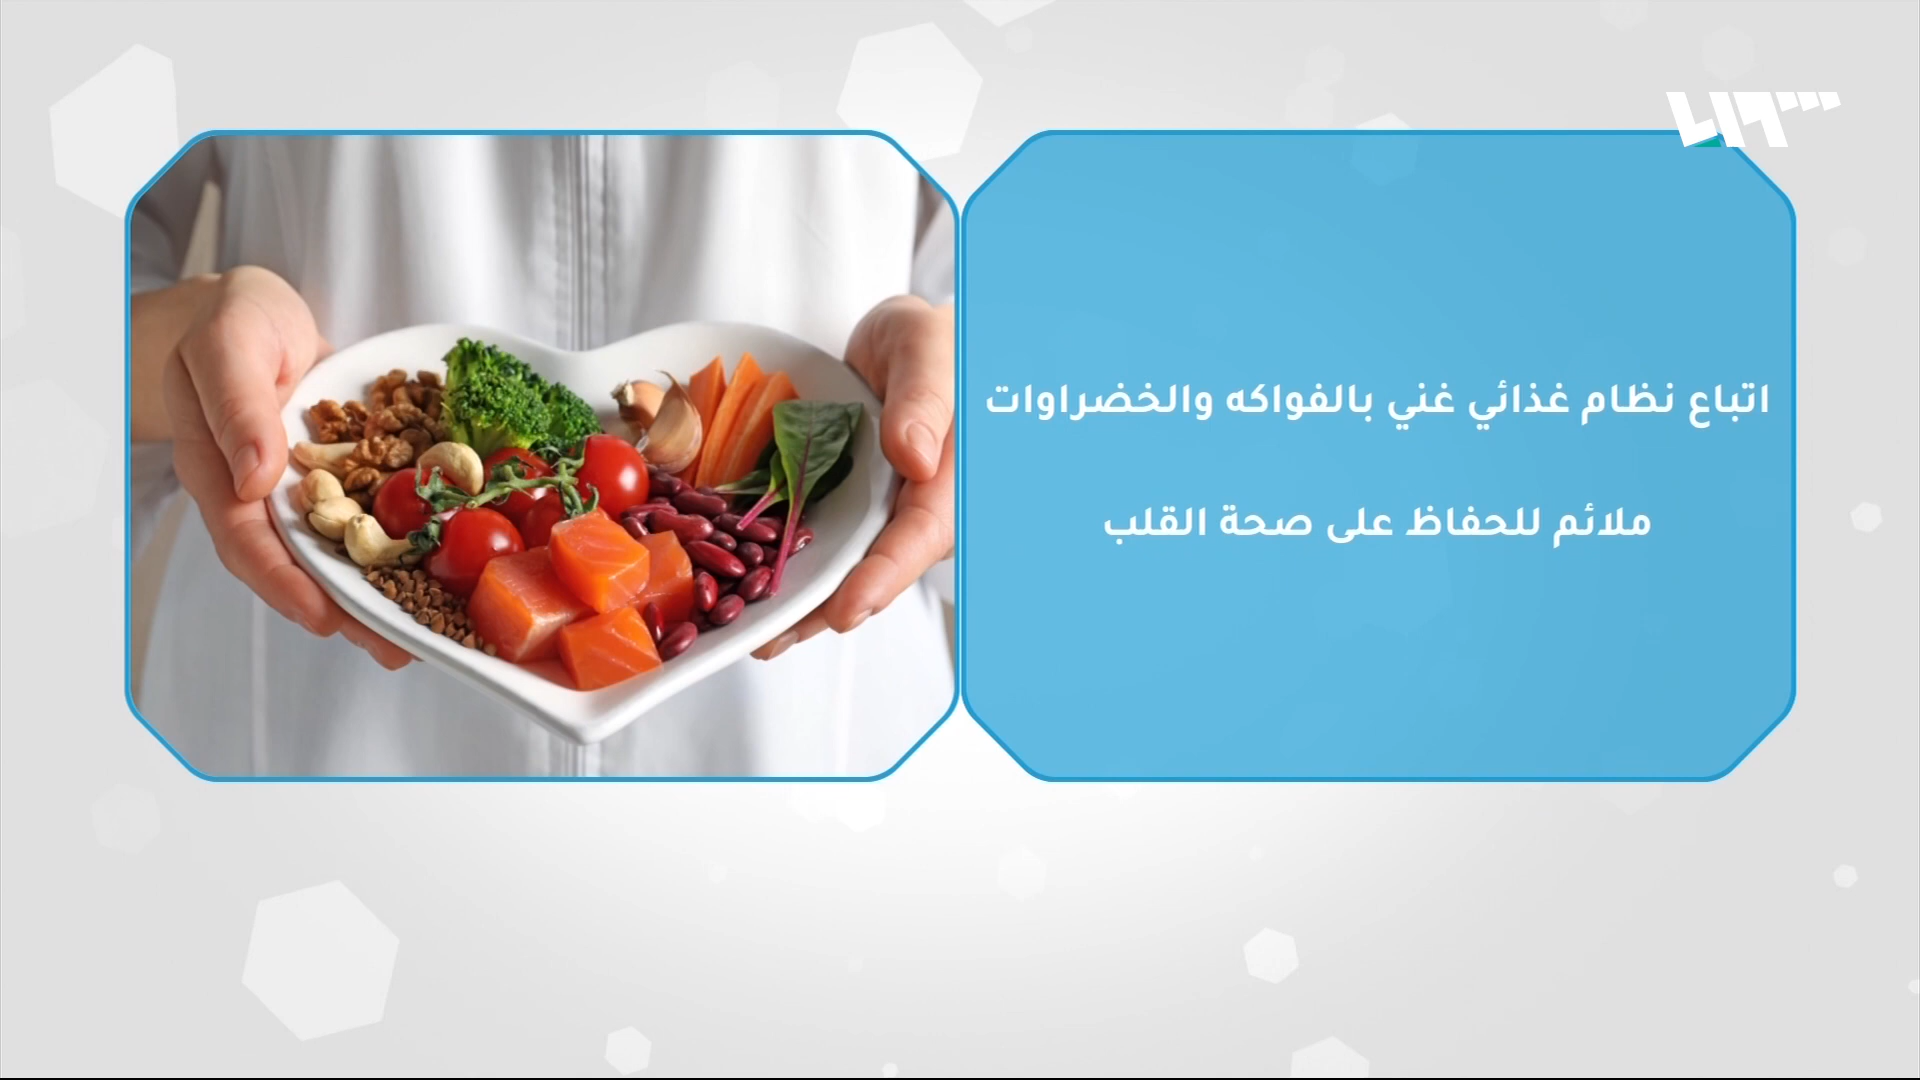 اتباع نظام غذائي غني بالفواكه والخضراوات
ملائم للحفاظ على صحة القلب